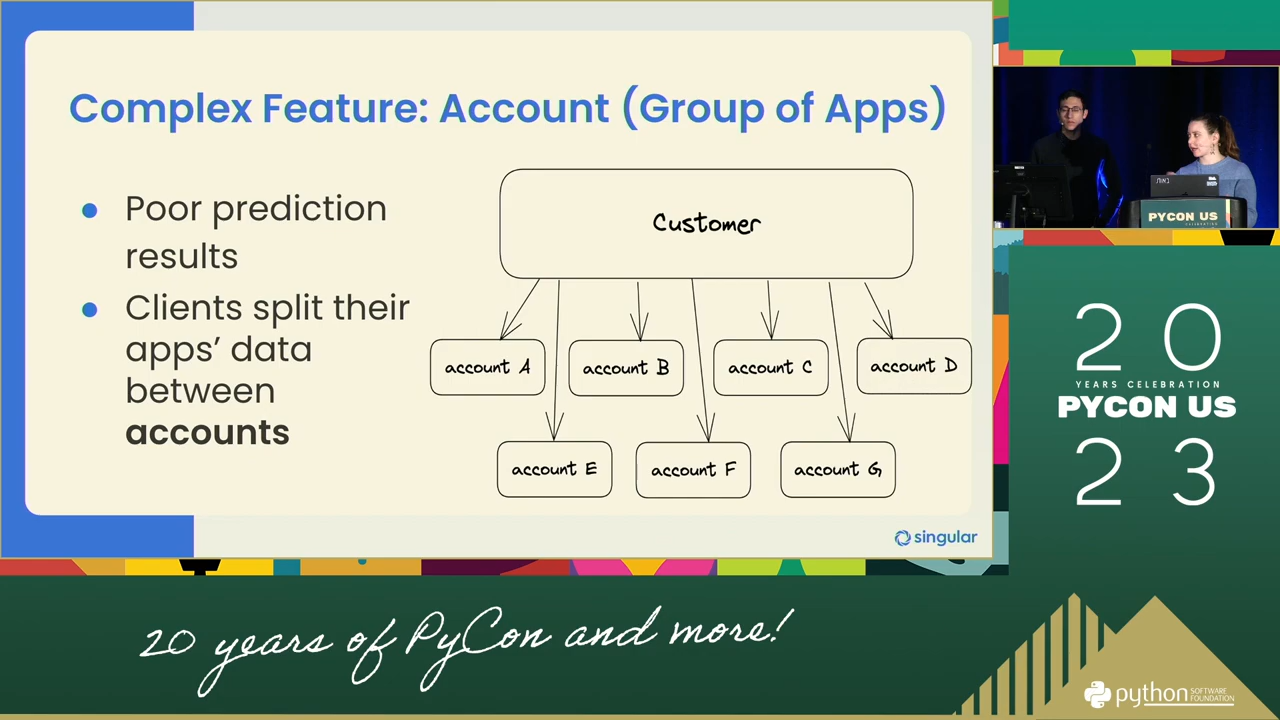 Complex Feature: Account (Group of Apps)
Poor prediction
results
Clients split their
apps' data
between
accounts
Customer
account A
account B
account C
account D
account E
account F
account G
singular
PYCON US
CELEBRATING
20
YEARS CELEBRATION
PYCON US
23
20 years of PyCon and more!
python SOFTWARE
FOUNDATION